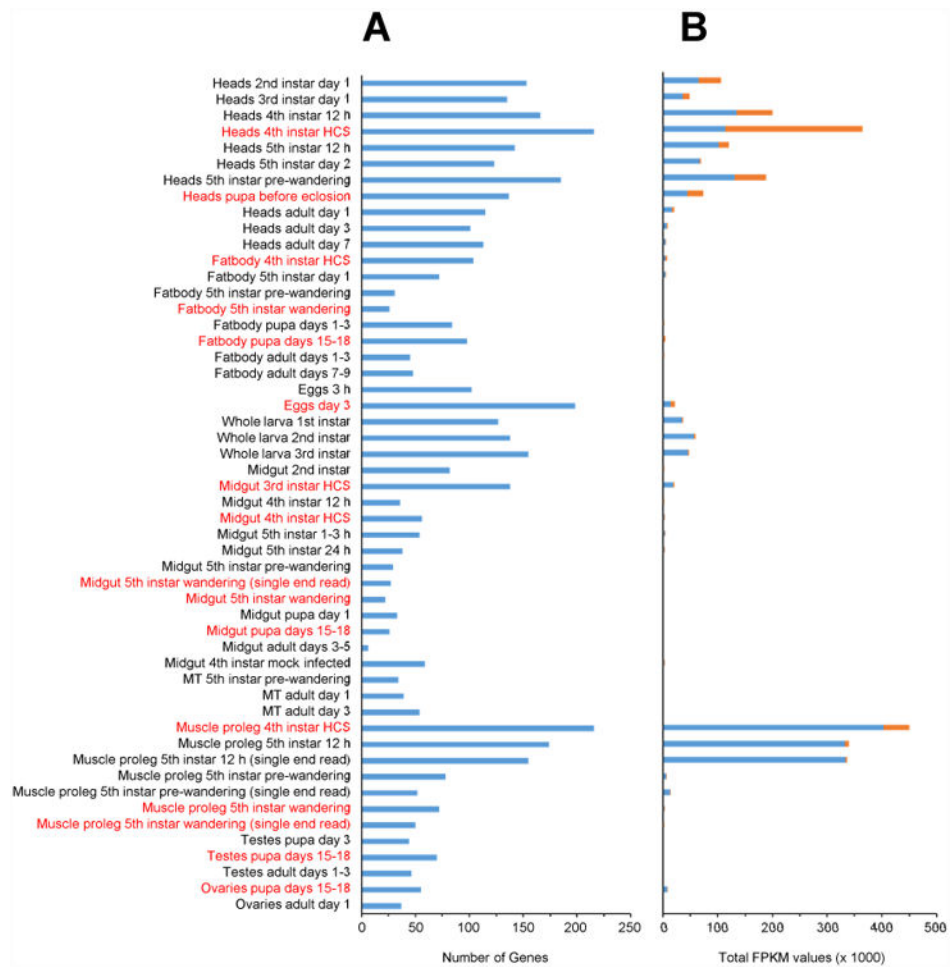 A B
Heads 2nd instar day 1
Heads 3rd instar day 1
Heads 4th instar 12 h
Heads 4th instar HCS
Heads 5th instar 12 h
Heads 5th instar day 2
Heads 5th instar pre-wandering
Heads pupa before eclosion
Heads adult day 1
Heads adult day 3
Heads adult day 7
Fatbody 4th instar HCS
Fatbody 5th instar day 1
Fatbody 5th instar pre-wandering
Fatbody 5th instar wandering
Fatbody pupa days 1-3
Fatbody pupa days 15-18
Fatbody adult days 1-3
Fatbody adult days 7-9
Eggs 3 h
Eggs day 3
Whole larva 1st instar
Whole larva 2nd instar
Whole larva 3rd instar
Midgut 2nd instar
Midgut 3rd instar HCS
Midgut 4th instar 12 h
Midgut 4th instar HCS
Midgut 5th instar 1-3 h
Midgut 5th instar 24 h
Midgut 5th instar pre-wandering
Midgut 5th instar wandering (single end read)
Midgut 5th instar wandering
Midgut pupa day 1
Midgut pupa days 15-18
Midgut adult days 3-5
Midgut 4th instar mock infected
MT 5th instar pre-wandering
MT adult day 1
MT adult day 3
Muscle proleg 4th instar HCS
Muscle proleg 5th instar 12 h
Muscle proleg 5th instar 12 h (single end read)
Muscle proleg 5th instar pre-wandering
Muscle proleg 5th instar pre-wandering (single end read)
Muscle proleg 5th instar wandering
Muscle proleg 5th instar wandering (single end read)
Testes pupa day 3
Testes pupa days 15-18
Testes adult days 1-3
Ovaries pupa days 15-18
Ovaries adult day 1
0 50 100 150 200 250 0 100 200 300 400 500
Number of Genes Total FPKM values (x 1000)